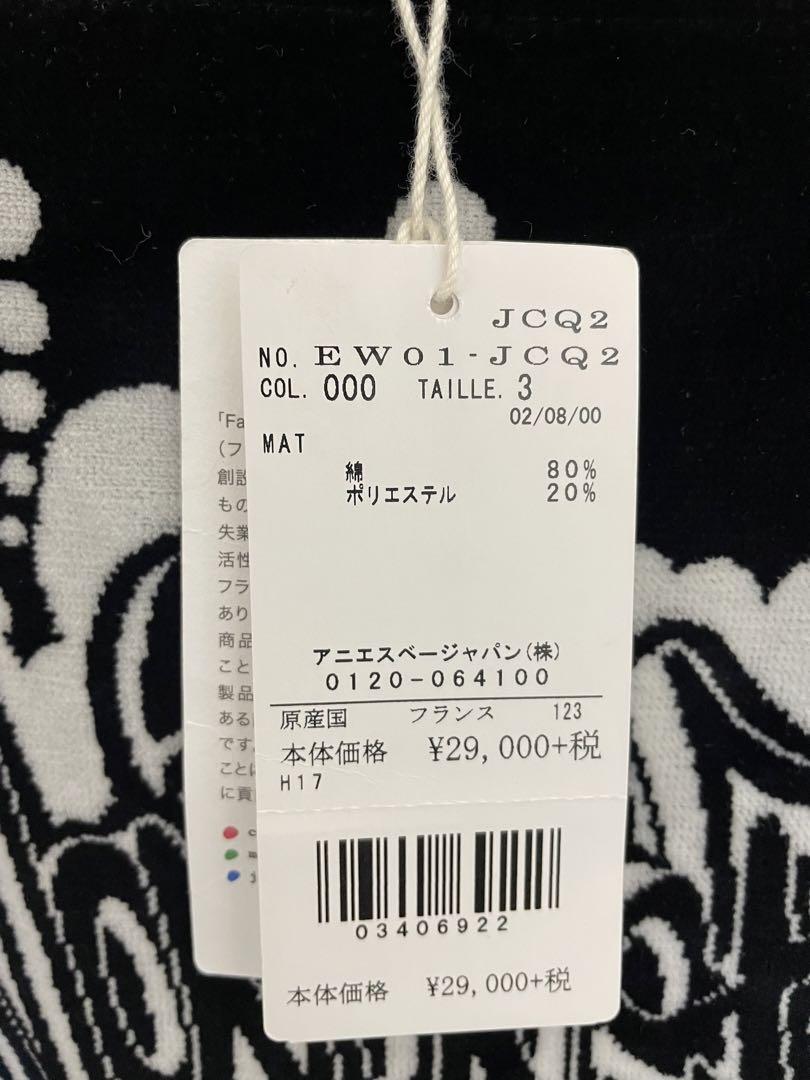 JCQ2
NO. EW01-JCQ2
COL. 000 TAILLE. 3
02/08/00
MAT
綿 80%
ポリエステル 20%
アニエスベージャパン(株)
0120-064100
原産国 フランス 123
本体価格 ¥29,000+税
H17
03406922
本体価格 ¥29,000+税
「Fa
(フ
創設
もの
失業
活性
フラ
あり
商品
こと
製品
ある
です
ことは
に貢